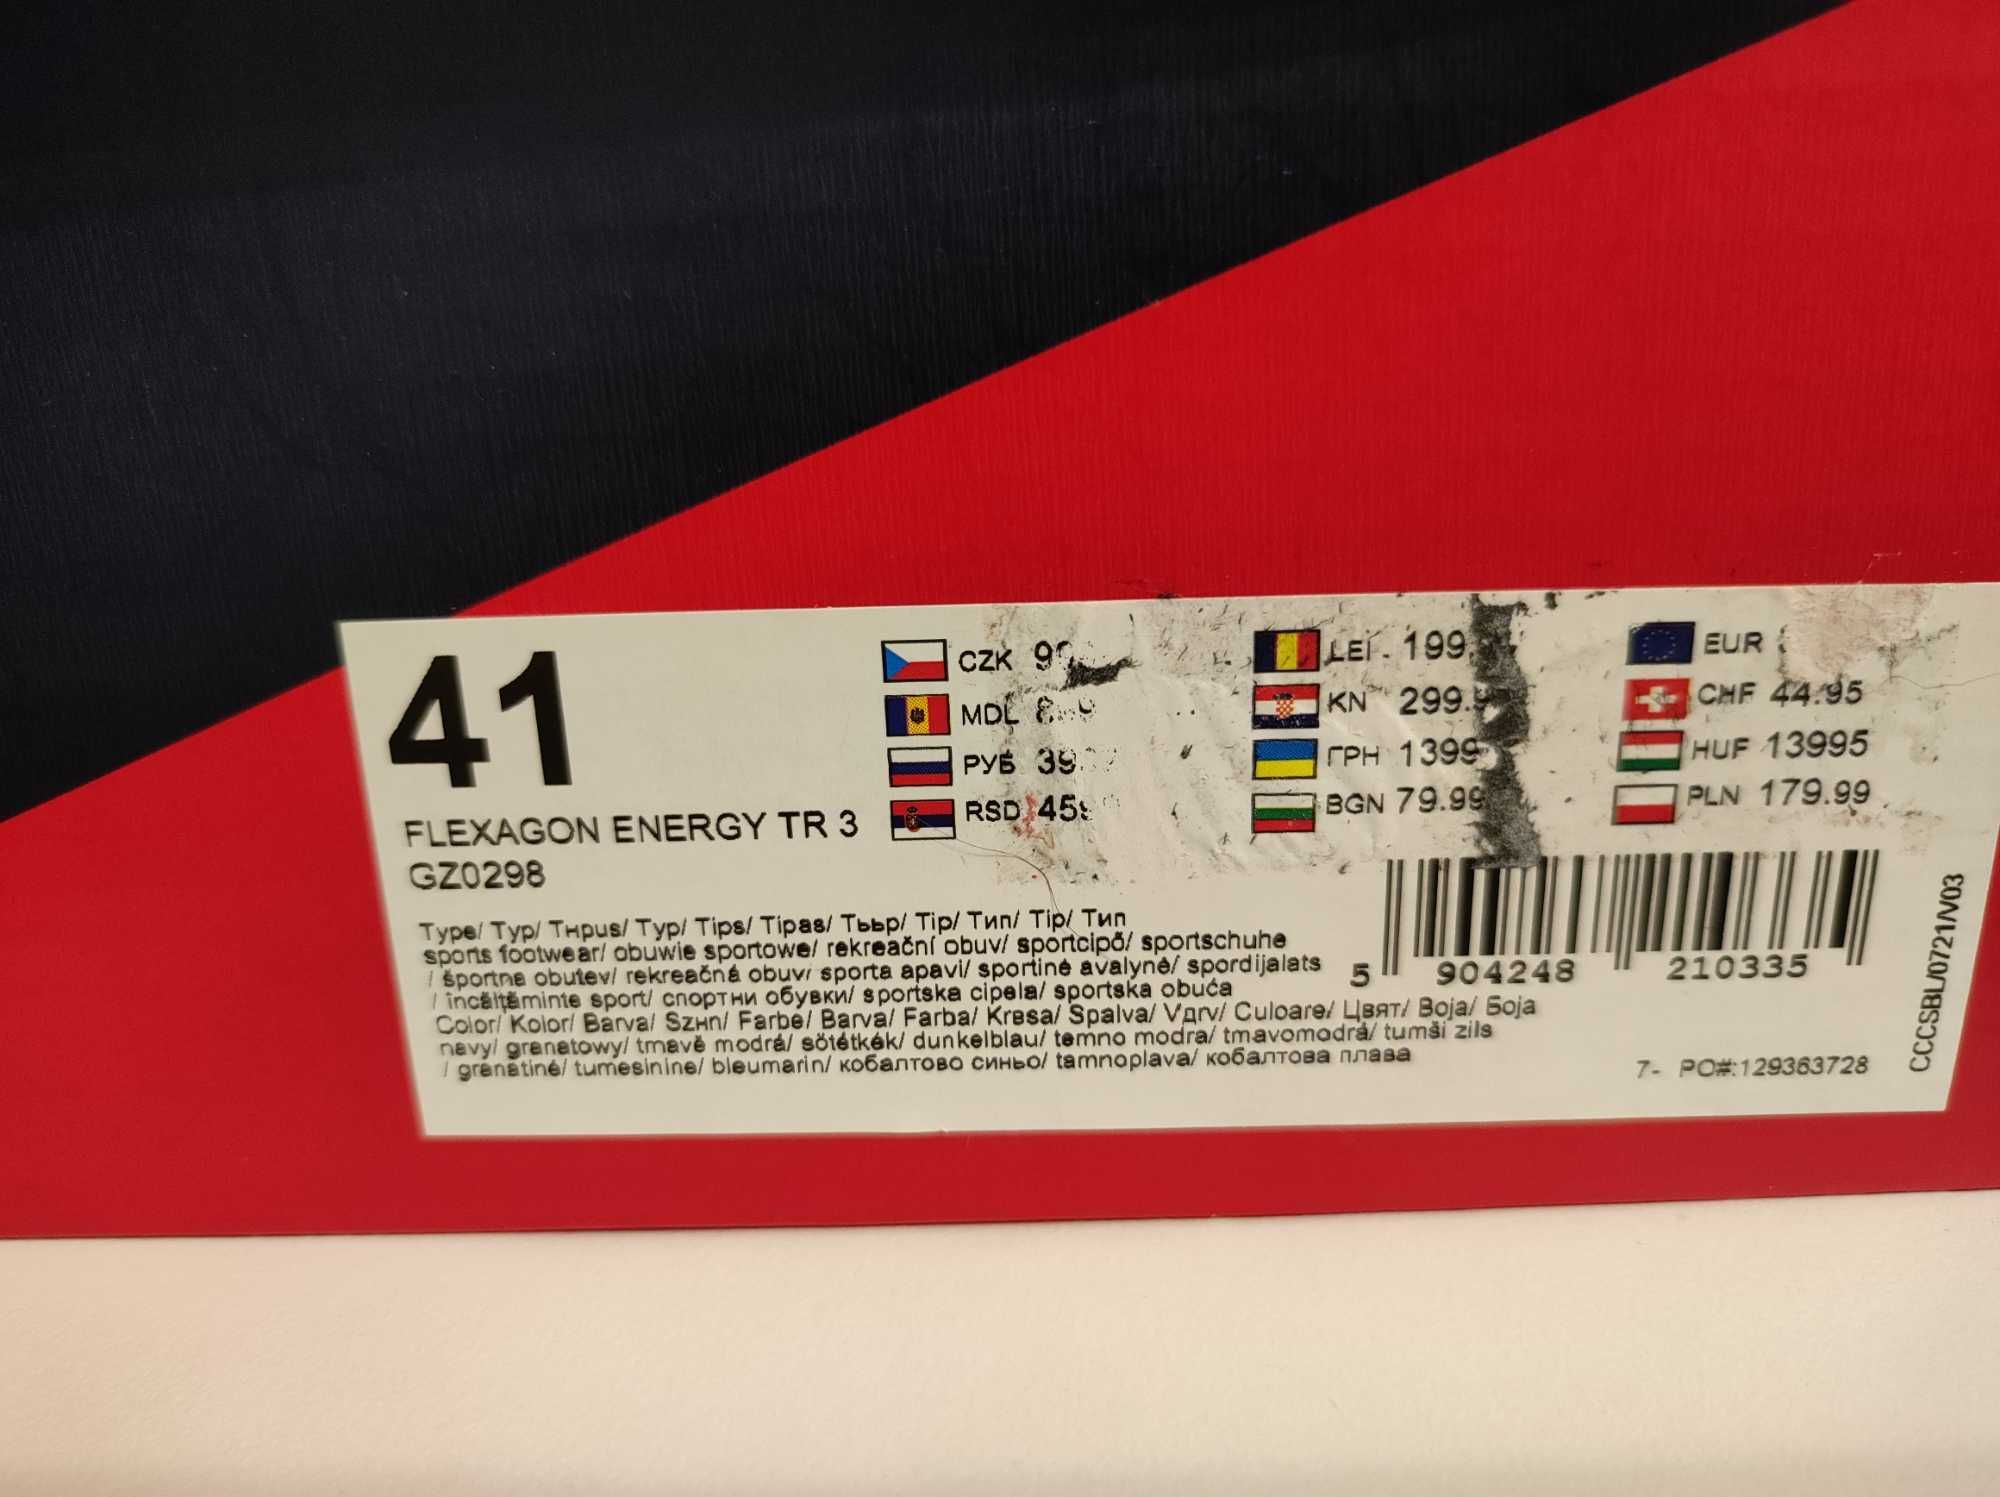 41
FLEXAGON ENERGY TR 3
GZ0298
CZK
MDL
РУБ
RSD
LEI
KN
ГРН 1399
BGN 79.99
EUR
CHF 44.95
HUF 13995
PLN 179.99
Type/ Typ/ Tнpus/ Typ/ Tips/ Tipas/ Tььp/ Tip/ Тип/ Tip/ Тип
sports footwear/ obuwie sportowe/ rekreační obuv/ sportcipő/ sportschuhe
/ športna obutev/ rekreačná obuv/ sporta apavi/ sportinė avalynė/ spordijalats
/ încălțăminte sport/ спортни обувки/ sportska cipela/ sportska obuća
Color/ Kolor/ Barva/ Szнn/ Farbe/ Barva/ Farba/ Krвsa/ Spalva/ Vдrv/ Culoare/ Цвят/ Boja/ Боја
navy/ granatowy/ tmavě modrá/ sötétkék/ dunkelblau/ temno modra/ tmavomodrá/ tumši zils
/ granatinė/ tumesinine/ bleumarin/ кобалтово синьо/ tamnoplava/ кобалтова плава
5 904248 210335
7- PO#:129363728
CCCSBL/0721/V03